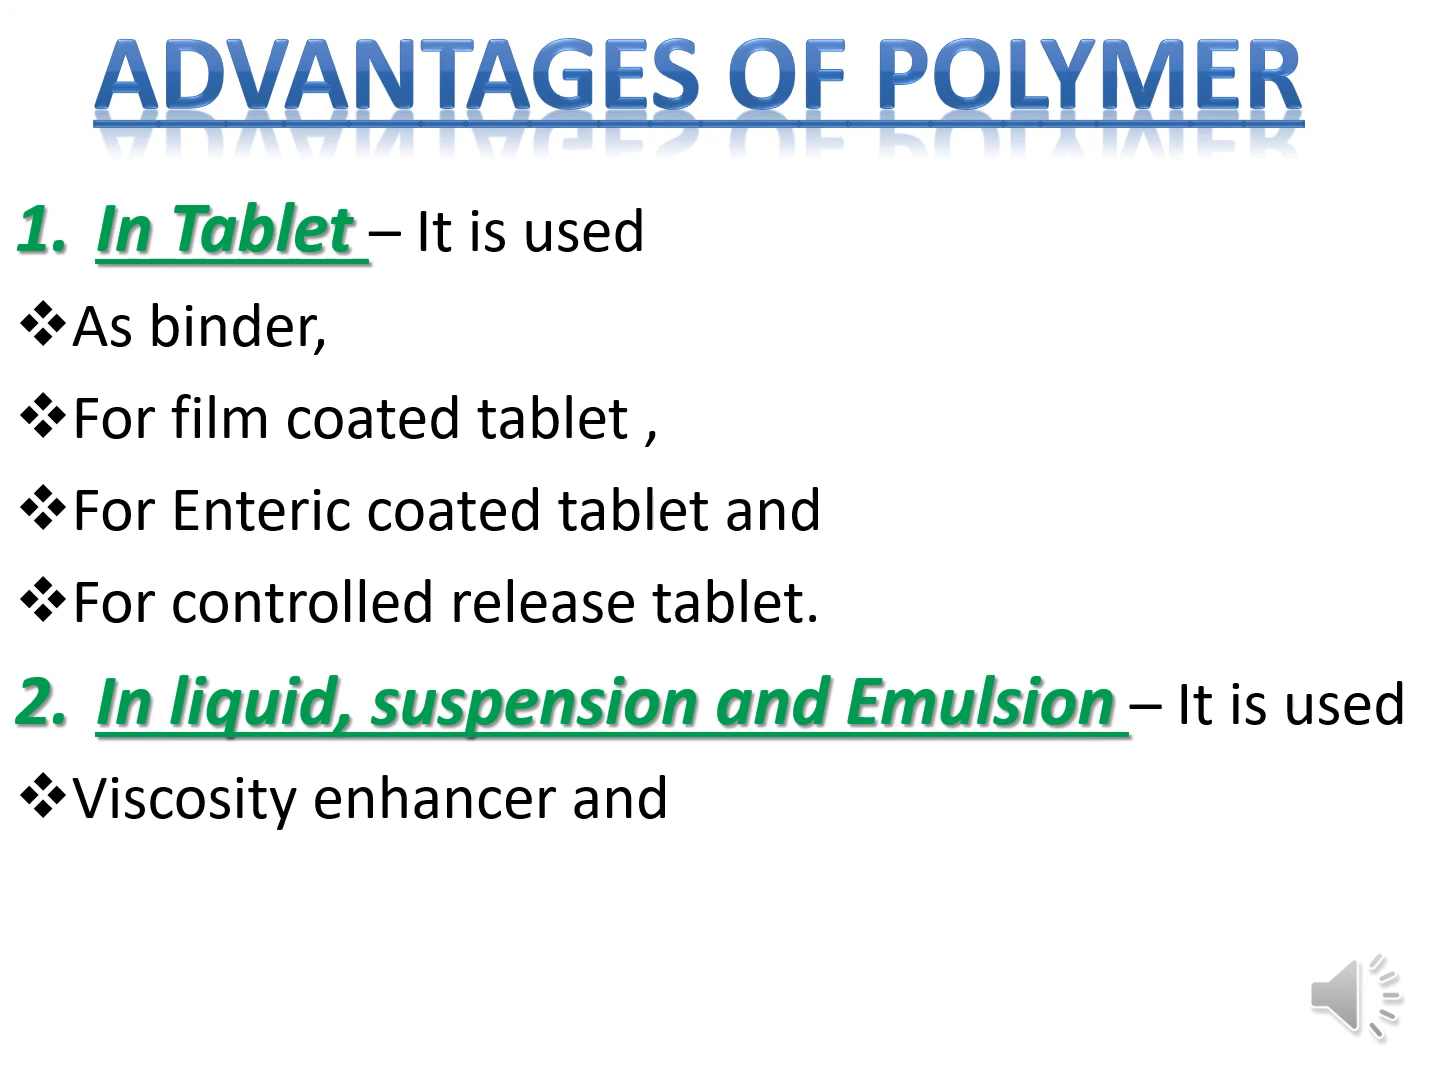 ADVANTAGES OF POLYMER
1. In Tablet – It is used
❖As binder,
❖For film coated tablet ,
❖For Enteric coated tablet and
❖For controlled release tablet.
2. In liquid, suspension and Emulsion – It is used
❖Viscosity enhancer and